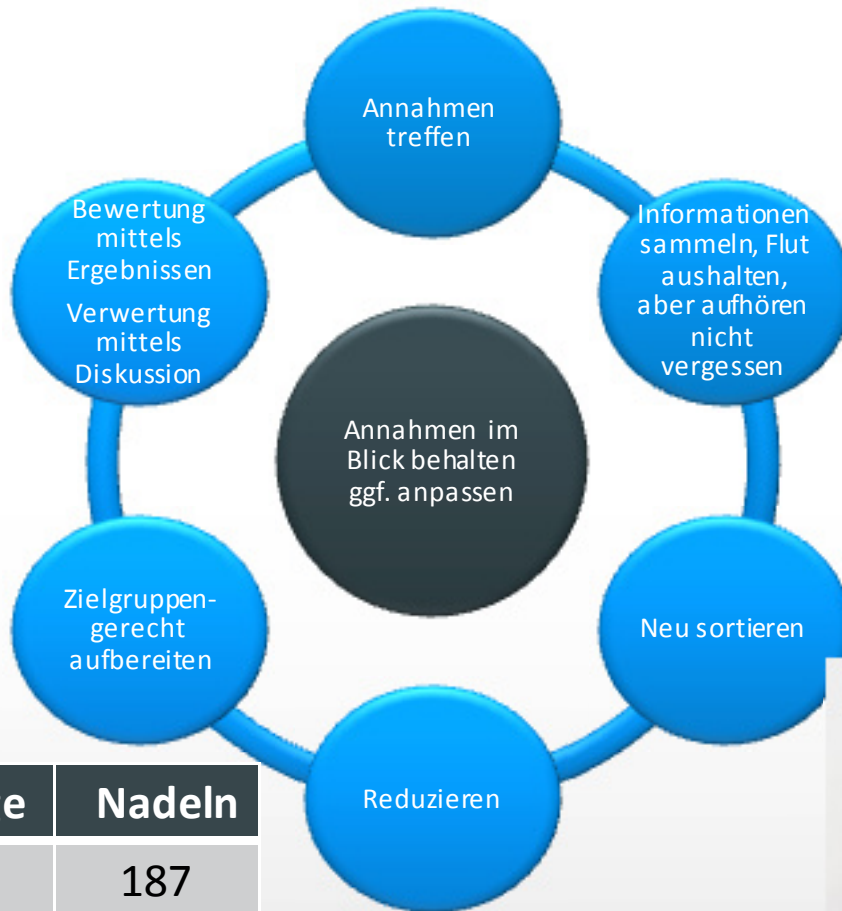 Annahmen
treffen
Informationen
sammeln, Flut
aushalten,
aber aufhören
nicht
vergessen
Neu sortieren
Reduzieren
Zielgruppen-
gerecht
aufbereiten
Bewertung
mittels
Ergebnissen
Verwertung
mittels
Diskussion
Annahmen im
Blick behalten
ggf. anpassen
Nadeln
187